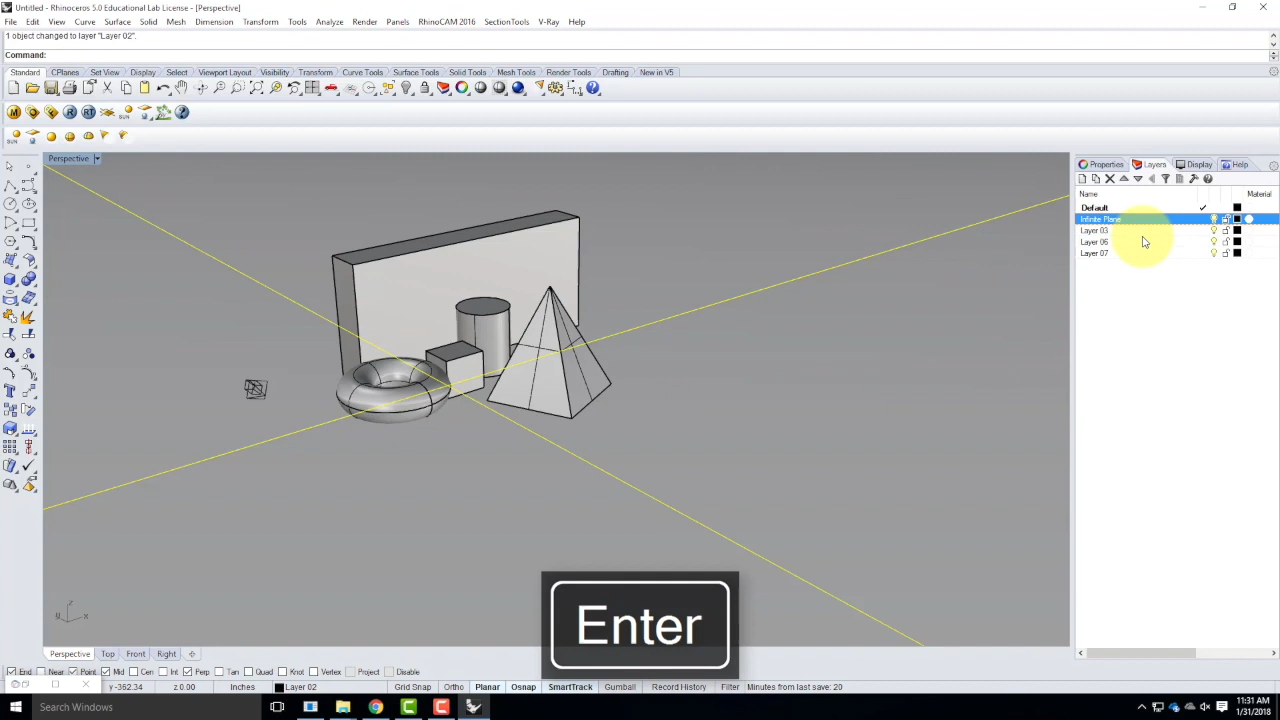 Untitled - Rhinoceros 5.0 Educational Lab License - [Perspective]
File Edit View Curve Surface Solid Mesh Dimension Transform Tools Analyze Render Panels RhinoCAM 2016 SectionTools V-Ray Help
1 object changed to layer "Layer 02".
Command:
Standard CPlanes Set View Display Select Viewport Layout Visibility Transform Curve Tools Surface Tools Solid Tools Mesh Tools Render Tools Drafting New in V5
M R RT
SUN
SUN
Perspective
Properties Layers Display Help
Name Material
Default
Infinite Plane
Layer 03
Layer 06
Layer 07
z
y x
Enter
Perspective Top Front Right
End Near Point Mid Cen Int Perp Tan Quad Knot Vertex Project Disable
x -362.34 z 0.00 Inches Layer 02 Grid Snap Ortho Planar Osnap SmartTrack Gumball Record History Filter Minutes from last save: 20
Search Windows
11:31 AM
1/31/2018